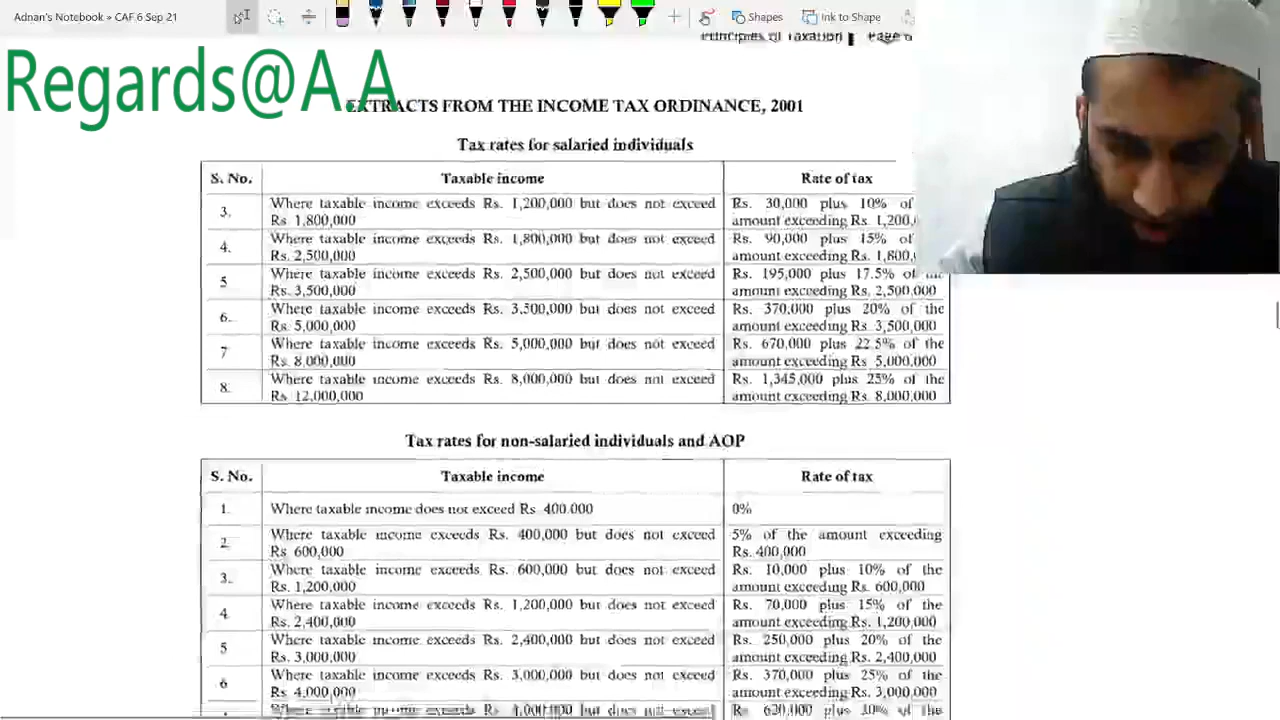 Adnan's Notebook » CAF 6 Sep 21
Shapes
Ink to Shape
Principles of Taxation | Page 6
Regards@A.A
EXTRACTS FROM THE INCOME TAX ORDINANCE, 2001
Tax rates for salaried individuals
S. No. Taxable income Rate of tax
3. Where taxable income exceeds Rs. 1,200,000 but does not exceed Rs. 30,000 plus 10% of
Rs 1,800,000 amount exceeding Rs. 1,200,
4. Where taxable income exceeds Rs. 1,800,000 but does not exceed Rs. 90,000 plus 15% of
Rs. 2,500,000 amount exceeding Rs. 1,800,
5 Where taxable income exceeds Rs. 2,500,000 but does not exceed Rs. 195,000 plus 17.5% of the
Rs. 3,500,000 amount exceeding Rs. 2,500,000
6. Where taxable income exceeds Rs. 3,500,000 but does not exceed Rs. 370,000 plus 20% of the
Rs. 5,000,000 amount exceeding Rs 3,500,000
7 Where taxable income exceeds Rs. 5,000,000 but does not exceed Rs. 670,000 plus 22.5% of the
Rs. 8,000,000 amount exceeding Rs 5,000,000
8. Where taxable income exceeds Rs. 8,000,000 but does not exceed Rs. 1,345,000 plus 25% of the
Rs 12,000,000 amount exceeding Rs 8,000,000
Tax rates for non-salaried individuals and AOP
S. No. Taxable income Rate of tax
1. Where taxable income does not exceed Rs 400,000 0%
2. Where taxable income exceeds Rs. 400,000 but does not exceed 5% of the amount exceeding
Rs 600,000 Rs. 400,000
3. Where taxable income exceeds Rs. 600,000 but does not exceed Rs. 10,000 plus 10% of the
Rs. 1,200,000 amount exceeding Rs. 600,000
4 Where taxable income exceeds Rs. 1,200,000 but does not exceed Rs. 70,000 plus 15% of the
Rs. 2,400,000 amount exceeding Rs. 1,200,000
5 Where taxable income exceeds Rs. 2,400,000 but does not exceed Rs. 250,000 plus 20% of the
Rs. 3,000,000 amount exceeding Rs. 2,400,000
6 Where taxable income exceeds Rs. 3,000,000 but does not exceed Rs. 370,000 plus 25% of the
Rs 4,000,000 amount exceeding Rs. 3,000,000